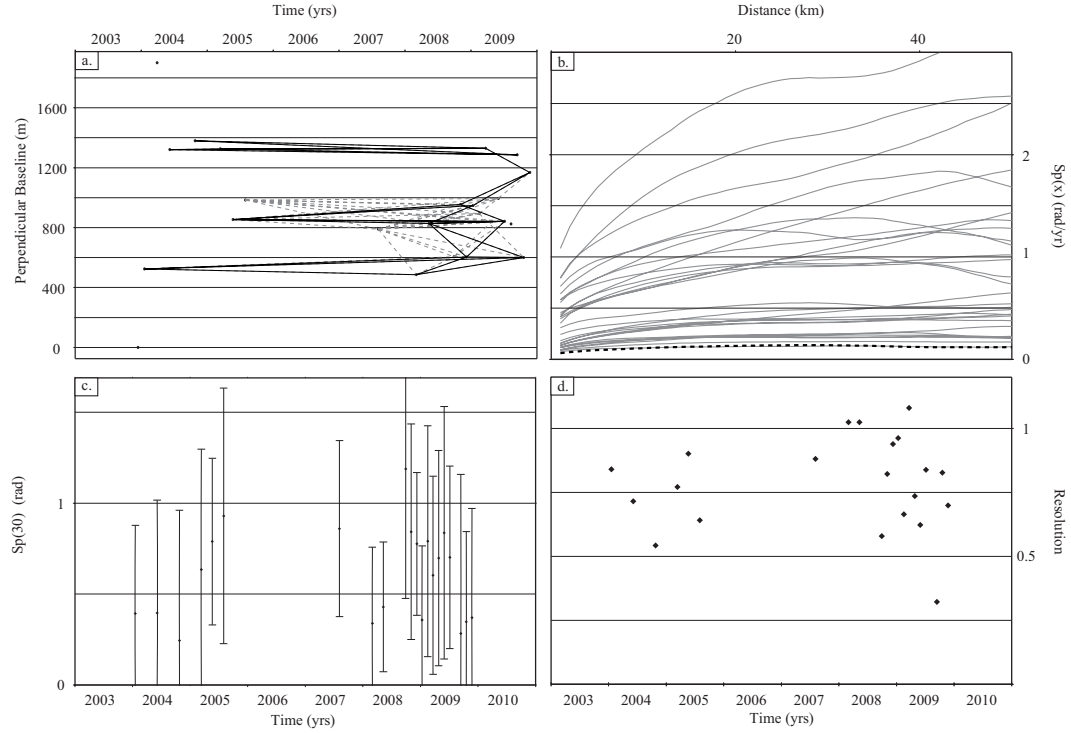 Time (yrs)
2003 2004 2005 2006 2007 2008 2009
a.
Perpendicular Baseline (m)
1600
1200
800
400
0
Distance (km)
20 40
b.
2
1
0
Sp(x) (rad/yr)
c.
Sp(30) (rad)
1
0
2003 2004 2005 2006 2007 2008 2009 2010
Time (yrs)
d.
1
0.5
Resolution
2003 2004 2005 2006 2007 2008 2009 2010
Time (yrs)